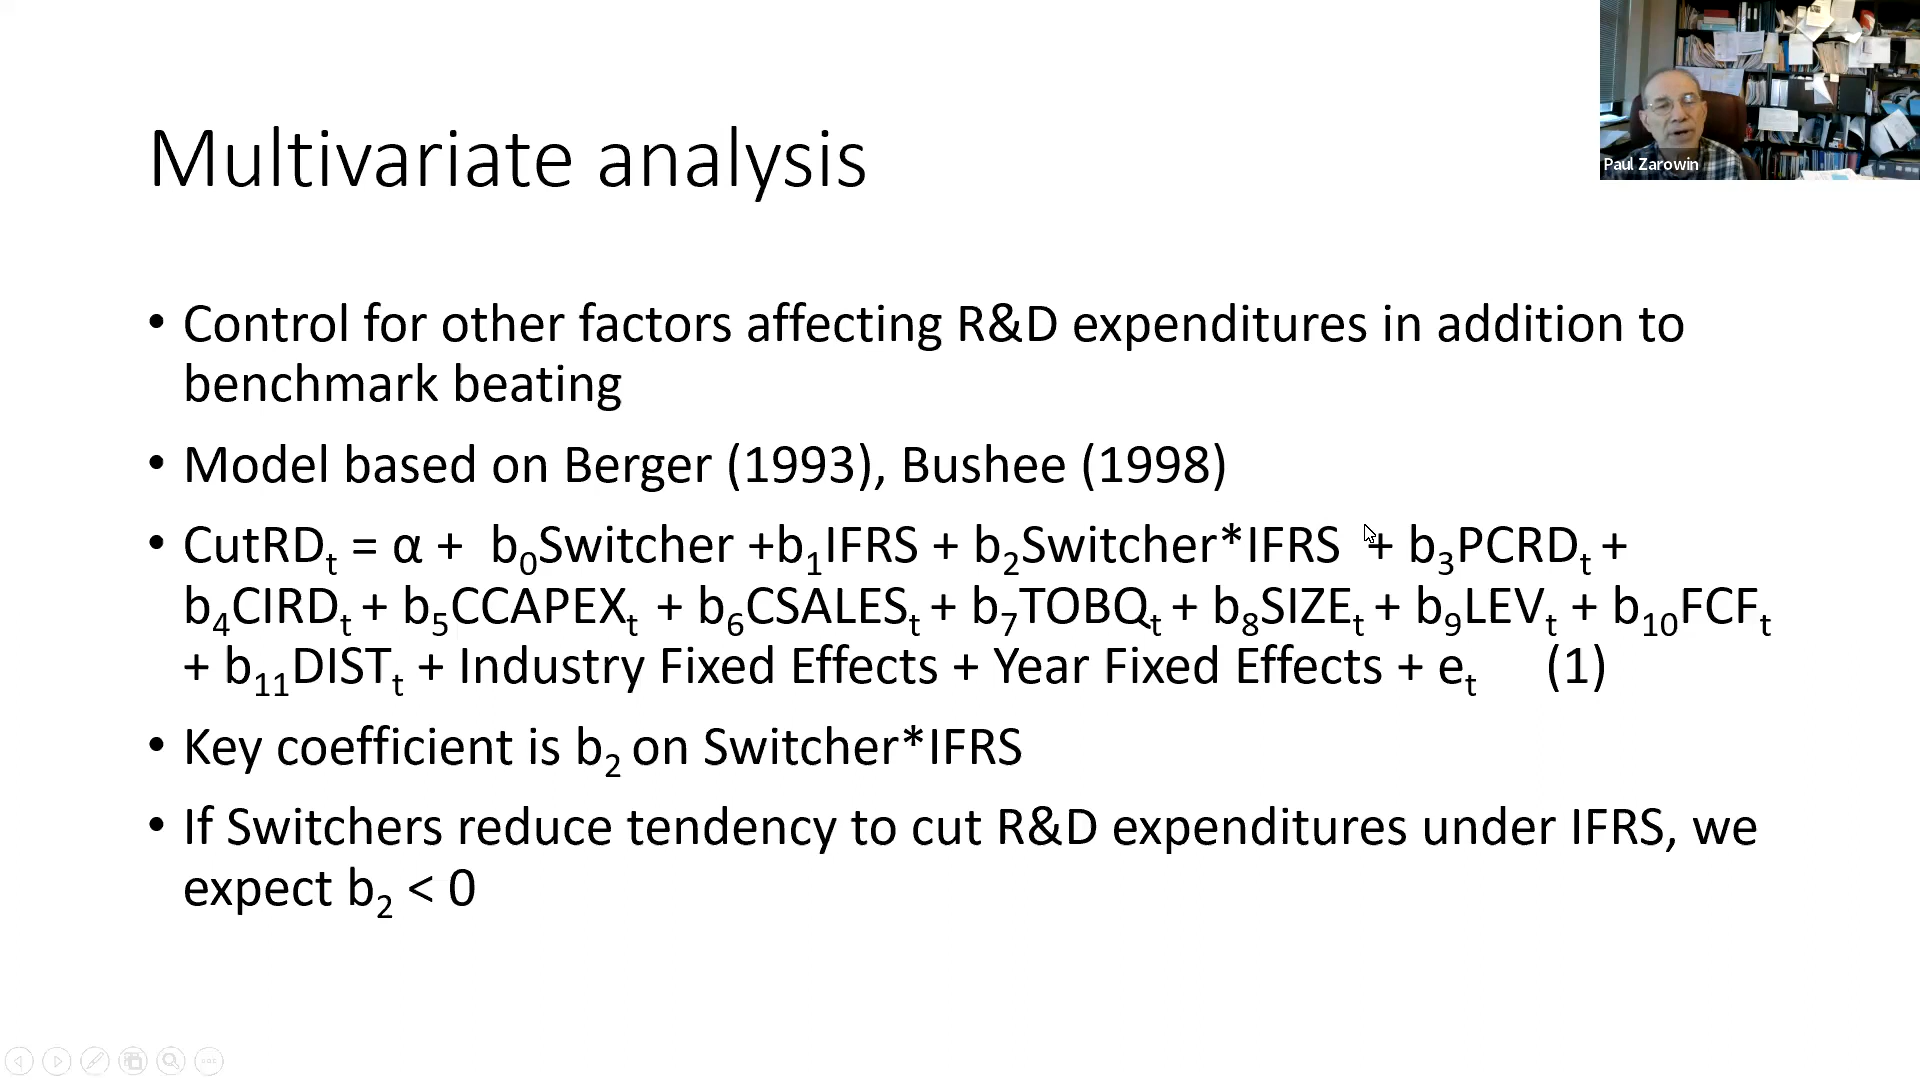 Multivariate analysis
Paul Zarowin
• Control for other factors affecting R&D expenditures in addition to
benchmark beating
• Model based on Berger (1993), Bushee (1998)
• CutRDₜ = α + b₀Switcher +b₁IFRS + b₂Switcher*IFRS + b₃PCRDₜ +
b₄CIRDₜ + b₅CCAPEXₜ + b₆CSALESₜ + b₇TOBQₜ + b₈SIZEₜ + b₉LEVₜ + b₁₀FCFₜ
+ b₁₁DISTₜ + Industry Fixed Effects + Year Fixed Effects + eₜ (1)
• Key coefficient is b₂ on Switcher*IFRS
• If Switchers reduce tendency to cut R&D expenditures under IFRS, we
expect b₂ < 0